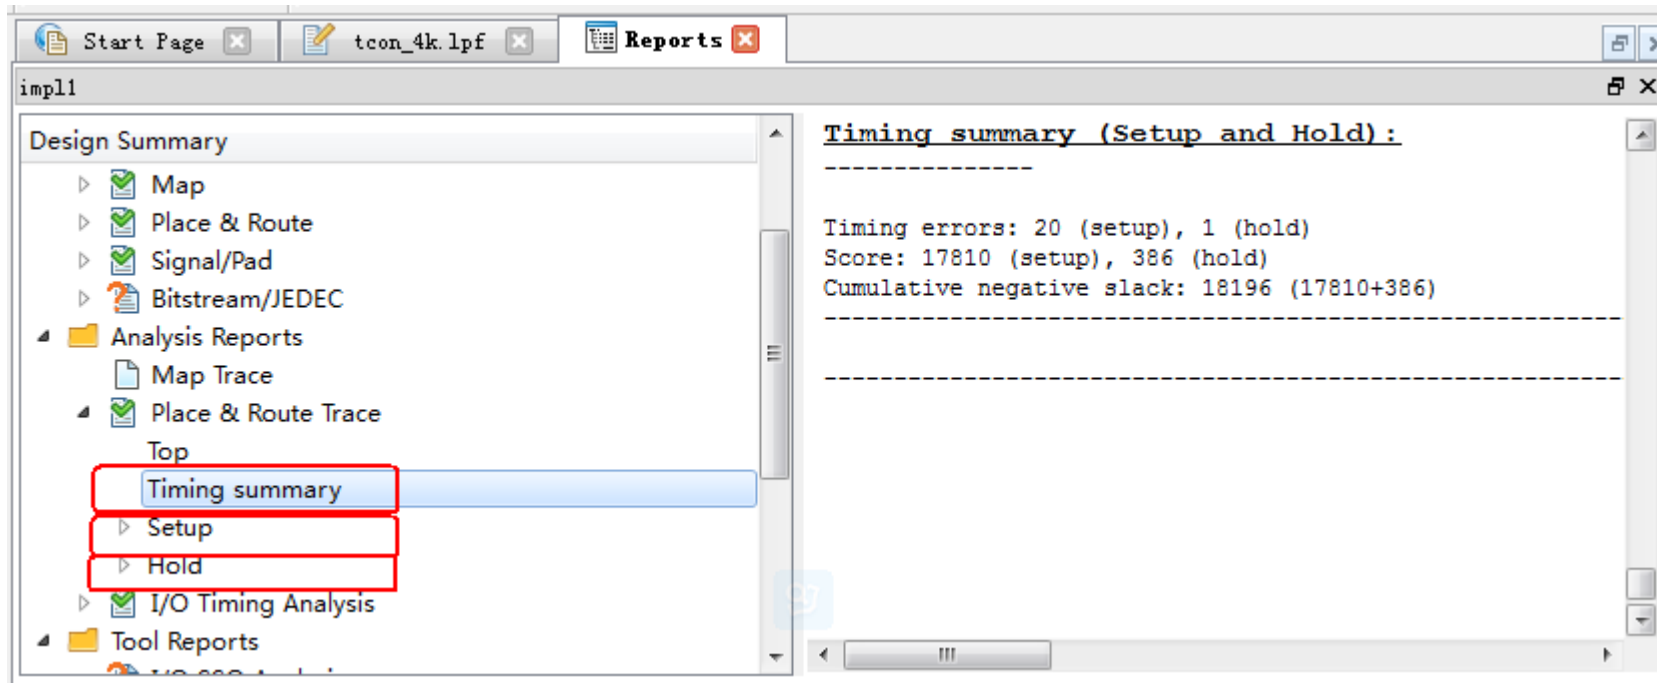 Start Page
tcon_4k.lpf
Reports
impl1
Design Summary
Map
Place & Route
Signal/Pad
Bitstream/JEDEC
Analysis Reports
Map Trace
Place & Route Trace
Top
Timing summary
Setup
Hold
I/O Timing Analysis
Tool Reports
Timing summary (Setup and Hold):
---------------
Timing errors: 20 (setup), 1 (hold)
Score: 17810 (setup), 386 (hold)
Cumulative negative slack: 18196 (17810+386)
---------------------------------------------------------
---------------------------------------------------------